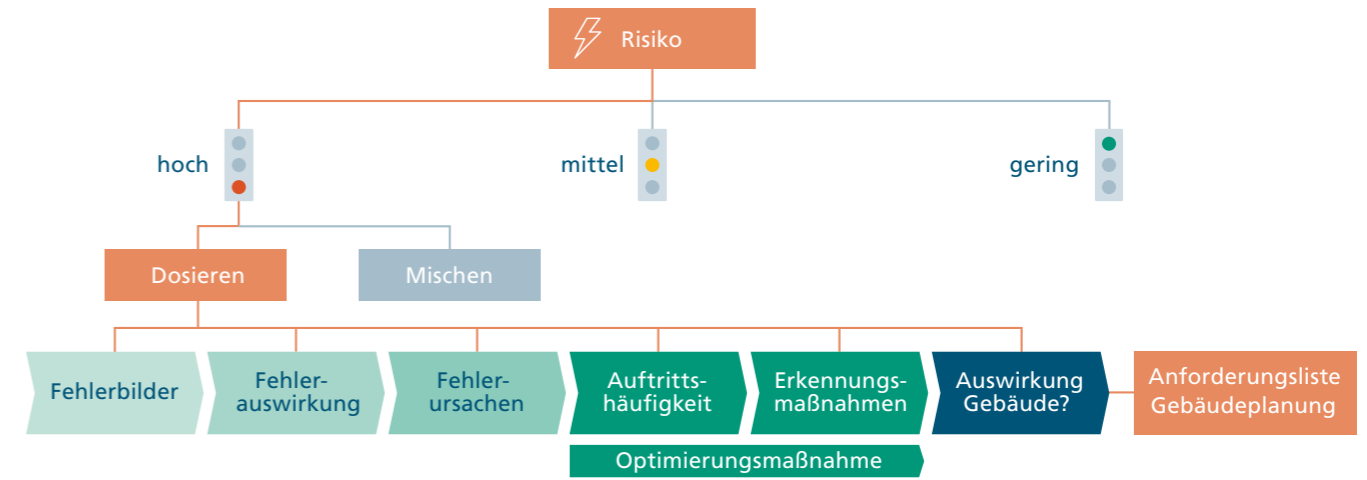 Risiko
hoch
mittel
gering
Dosieren
Mischen
Fehlerbilder
Fehler-
auswirkung
Fehler-
ursachen
Auftritts-
häufigkeit
Erkennungs-
maßnahmen
Auswirkung
Gebäude?
Anforderungsliste
Gebäudeplanung
Optimierungsmaßnahme